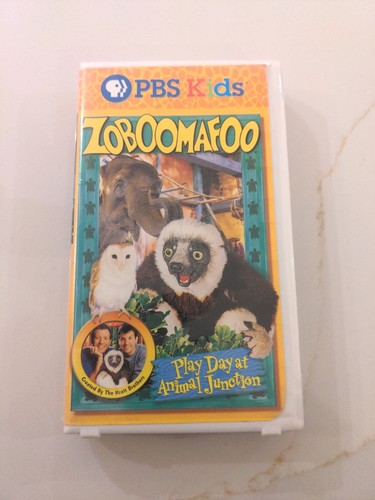 PBS Kids
ZOBOOMAFOO
Play Day at
Animal Junction
Created By The Kratt Brothers